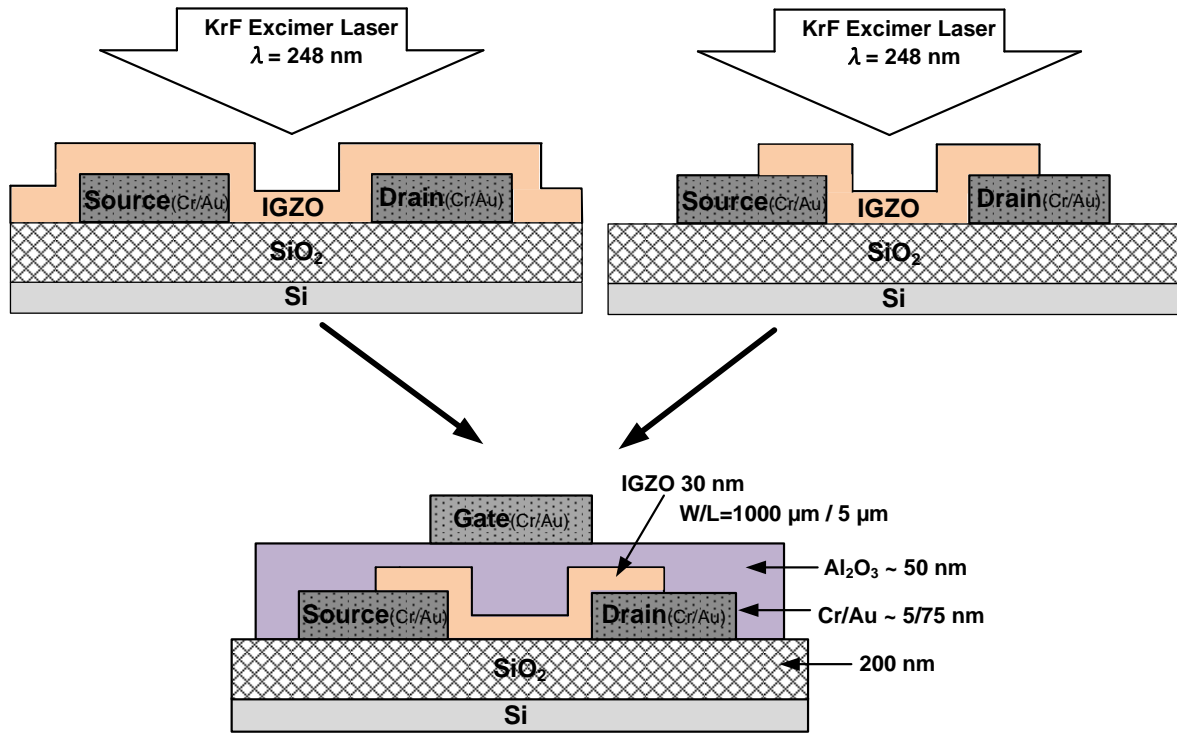 KrF Excimer Laser
λ = 248 nm
KrF Excimer Laser
λ = 248 nm
Source(Cr/Au)
IGZO
Drain(Cr/Au)
SiO₂
Si
Source(Cr/Au)
IGZO
Drain(Cr/Au)
SiO₂
Si
IGZO 30 nm
W/L=1000 µm / 5 µm
Gate(Cr/Au)
Al₂O₃ ~ 50 nm
Source(Cr/Au)
Drain(Cr/Au)
Cr/Au ~ 5/75 nm
SiO₂
200 nm
Si